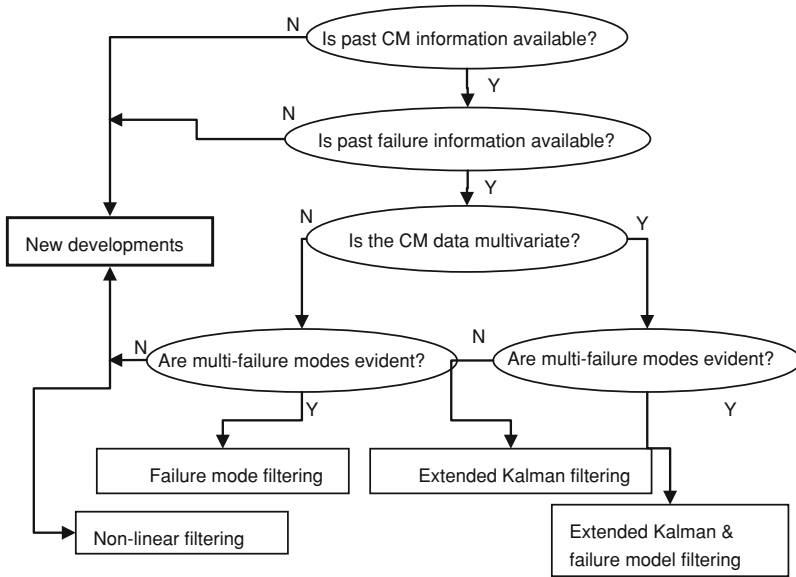 N
Is past CM information available?
Y
N
Is past failure information available?
Y
N
Y
New developments
Is the CM data multivariate?
N
Are multi-failure modes evident?
N
Are multi-failure modes evident?
Y
Y
Failure mode filtering
Extended Kalman filtering
Non-linear filtering
Extended Kalman &
failure model filtering